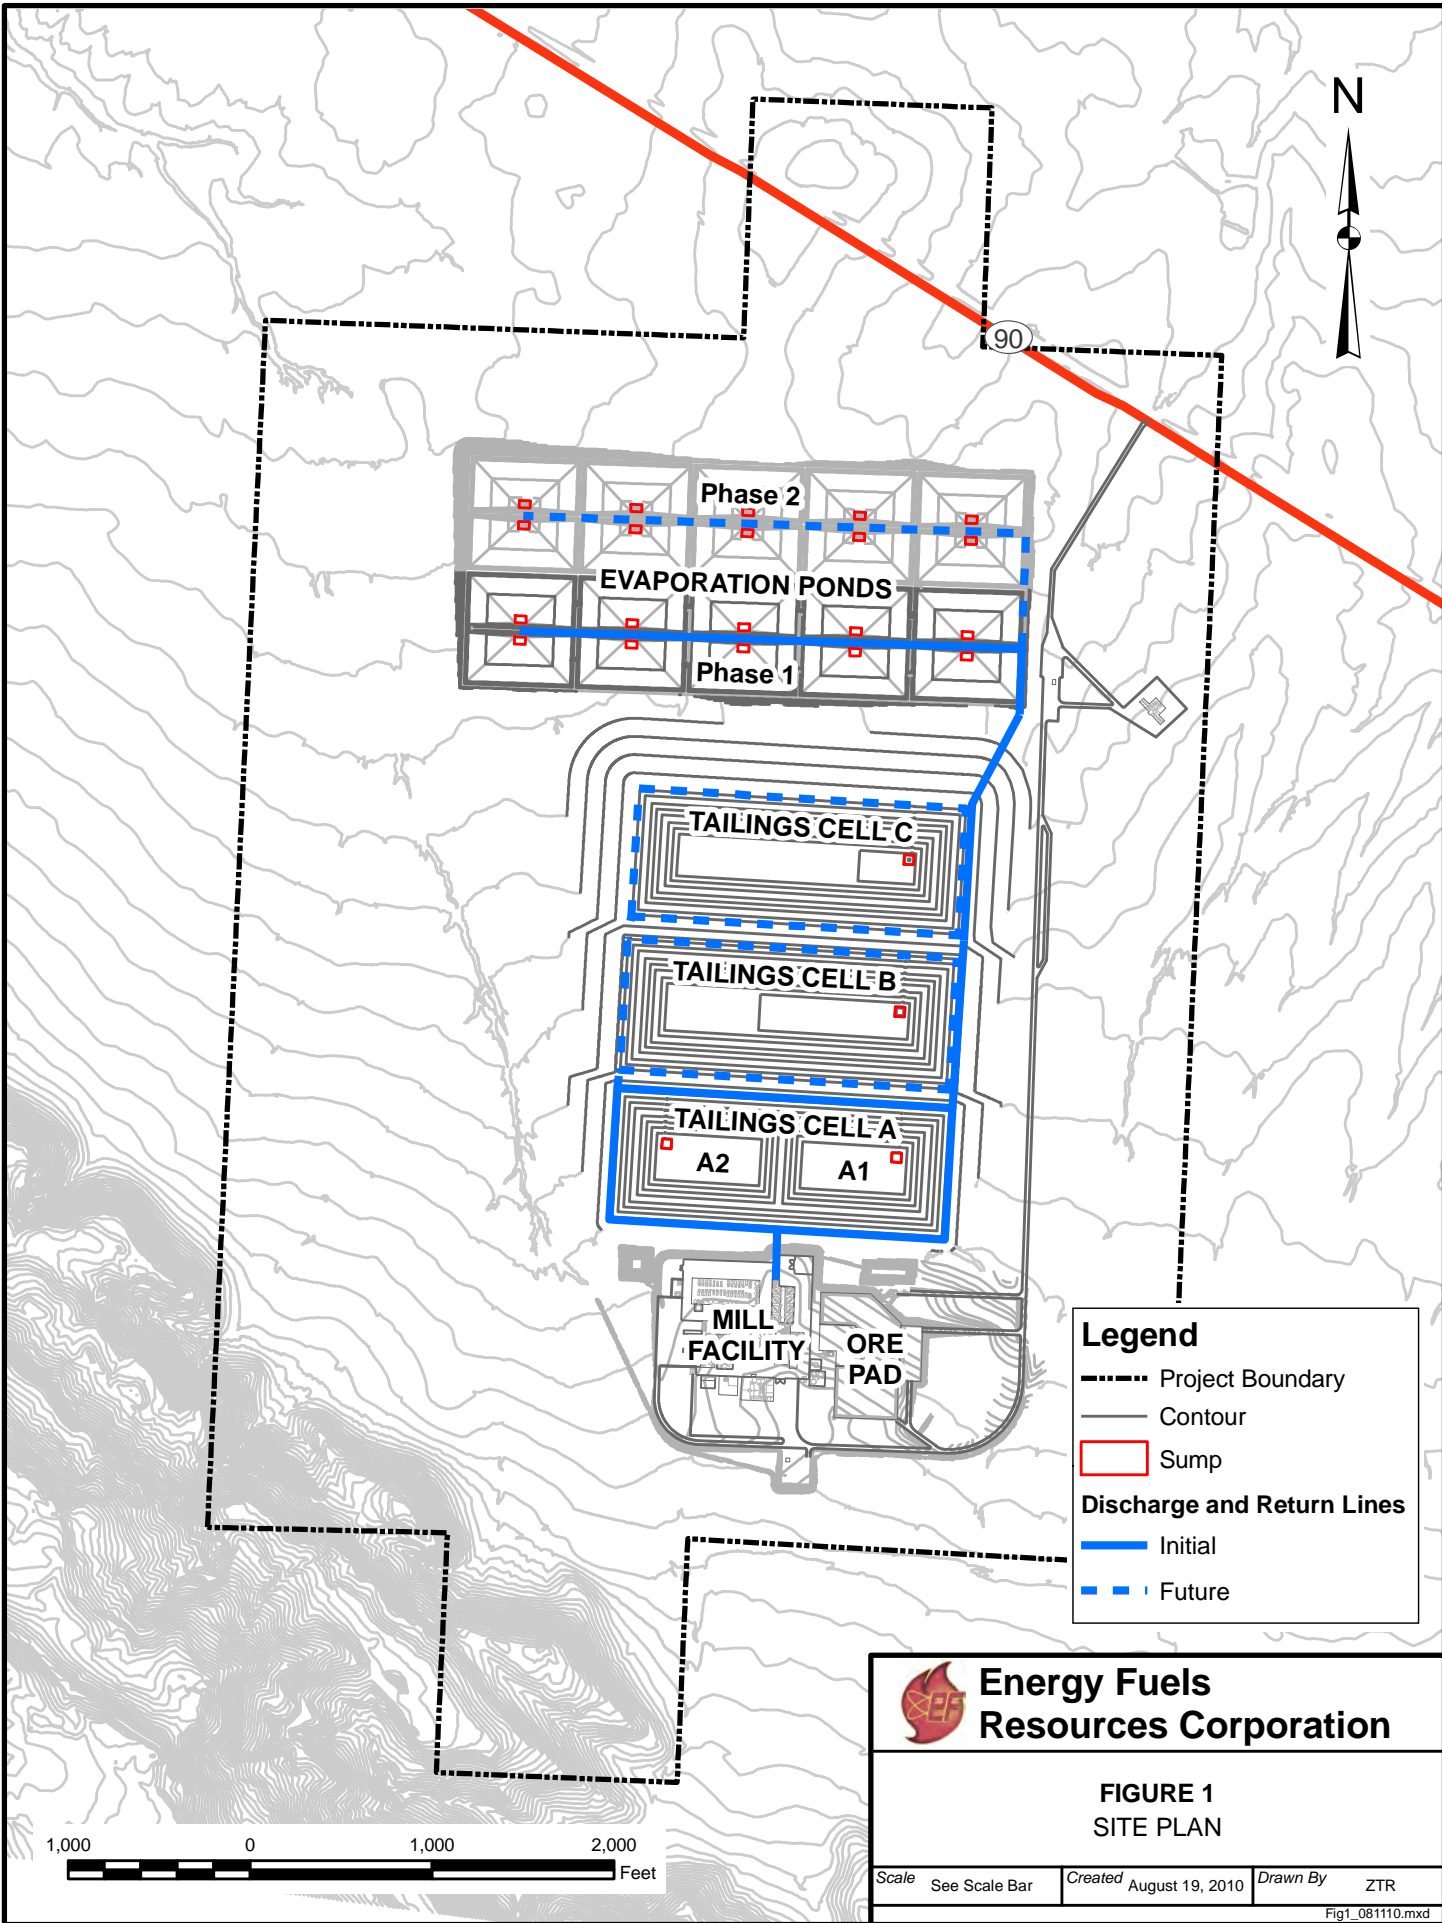 N
90
Phase 2
EVAPORATION PONDS
Phase 1
TAILINGS CELL C
TAILINGS CELL B
TAILINGS CELL A
A2
A1
MILL
FACILITY
ORE
PAD
Legend
Project Boundary
Contour
Sump
Discharge and Return Lines
Initial
Future
EF
Energy Fuels
Resources Corporation
FIGURE 1
SITE PLAN
1,000 0 1,000 2,000
Feet
Scale See Scale Bar Created August 19, 2010 Drawn By ZTR
Fig1_081110.mxd